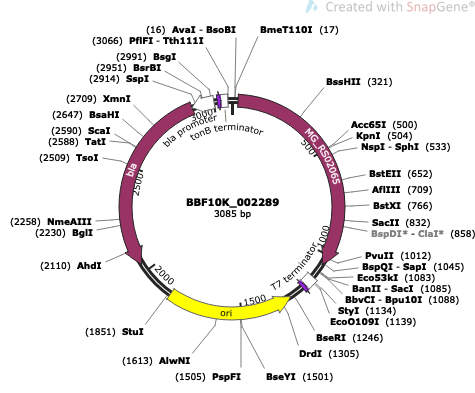 Created with SnapGene®
(16) AvaI - BsoBI
BmeT110I (17)
(3066) PflFI - Tth111I
(2991) BsgI
(2951) BsrBI
(2914) SspI
BssHII (321)
(2709) XmnI
(2647) BsaHI
(2590) ScaI
(2588) TatI
(2509) TsoI
Acc65I (500)
KpnI (504)
NspI - SphI (533)
BstEII (652)
AflIII (709)
BstXI (766)
SacII (832)
BspDI* - ClaI* (858)
(2258) NmeAIII
(2230) BglI
(2110) AhdI
PvuII (1012)
BspQI - SapI (1045)
Eco53kI (1083)
BanII - SacI (1085)
BbvCI - Bpu10I (1088)
StyI (1134)
EcoO109I (1139)
BseRI (1246)
DrdI (1305)
(1851) StuI
(1613) AlwNI
(1505) PspFI
BseYI (1501)
bla promoter
tonB terminator
MG_RS02065
bla
T7 terminator
ori
500
1000
1500
2000
2500
3000
BBF10K_002289
3085 bp